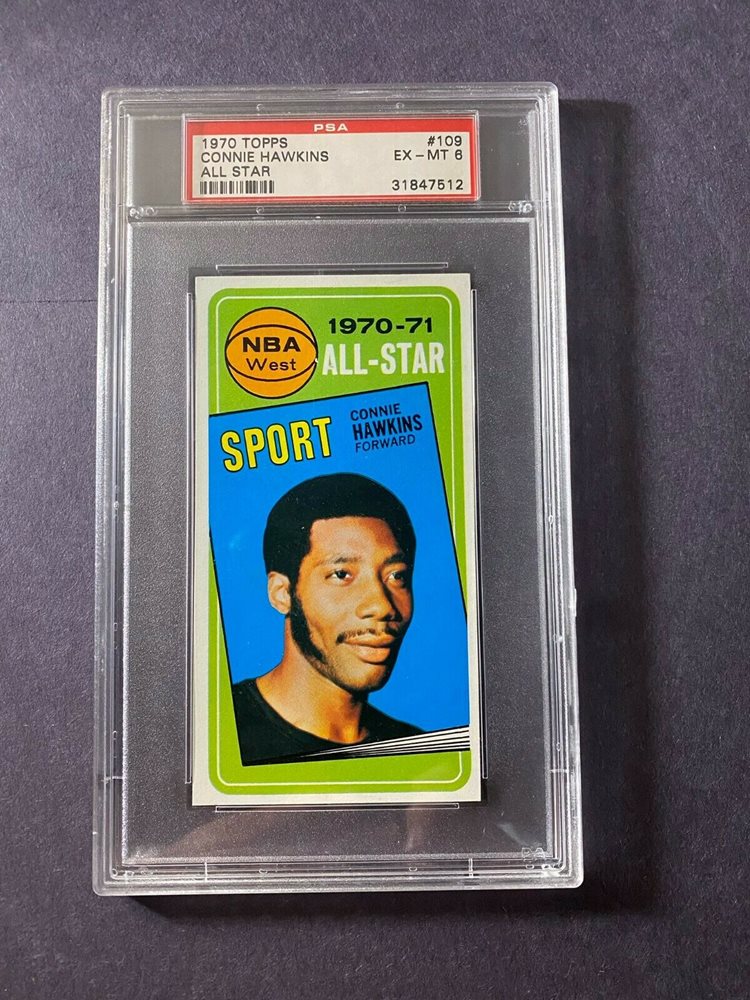 PSA
1970 TOPPS #109
CONNIE HAWKINS EX - MT 6
ALL STAR
31847512
NBA
West
1970-71
ALL-STAR
SPORT
CONNIE
HAWKINS
FORWARD